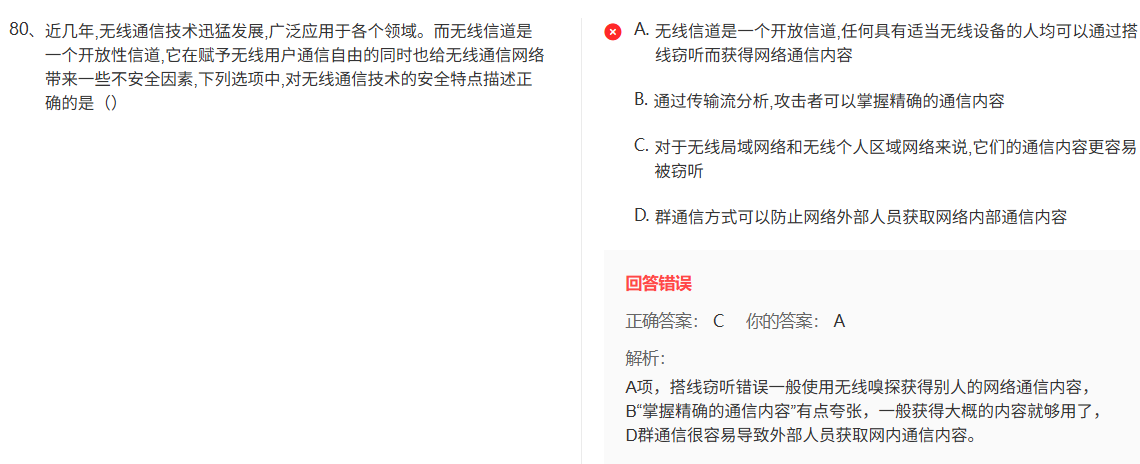 80、近几年,无线通信技术迅猛发展,广泛应用于各个领域。而无线信道是
一个开放性信道,它在赋予无线用户通信自由的同时也给无线通信网络
带来一些不安全因素,下列选项中,对无线通信技术的安全特点描述正
确的是（）
A. 无线信道是一个开放信道,任何具有适当无线设备的人均可以通过搭
线窃听而获得网络通信内容
B. 通过传输流分析,攻击者可以掌握精确的通信内容
C. 对于无线局域网络和无线个人区域网络来说,它们的通信内容更容易
被窃听
D. 群通信方式可以防止网络外部人员获取网络内部通信内容
回答错误
正确答案： C 你的答案： A
解析：
A项，搭线窃听错误一般使用无线嗅探获得别人的网络通信内容，
B“掌握精确的通信内容”有点夸张，一般获得大概的内容就够用了，
D群通信很容易导致外部人员获取网内通信内容。